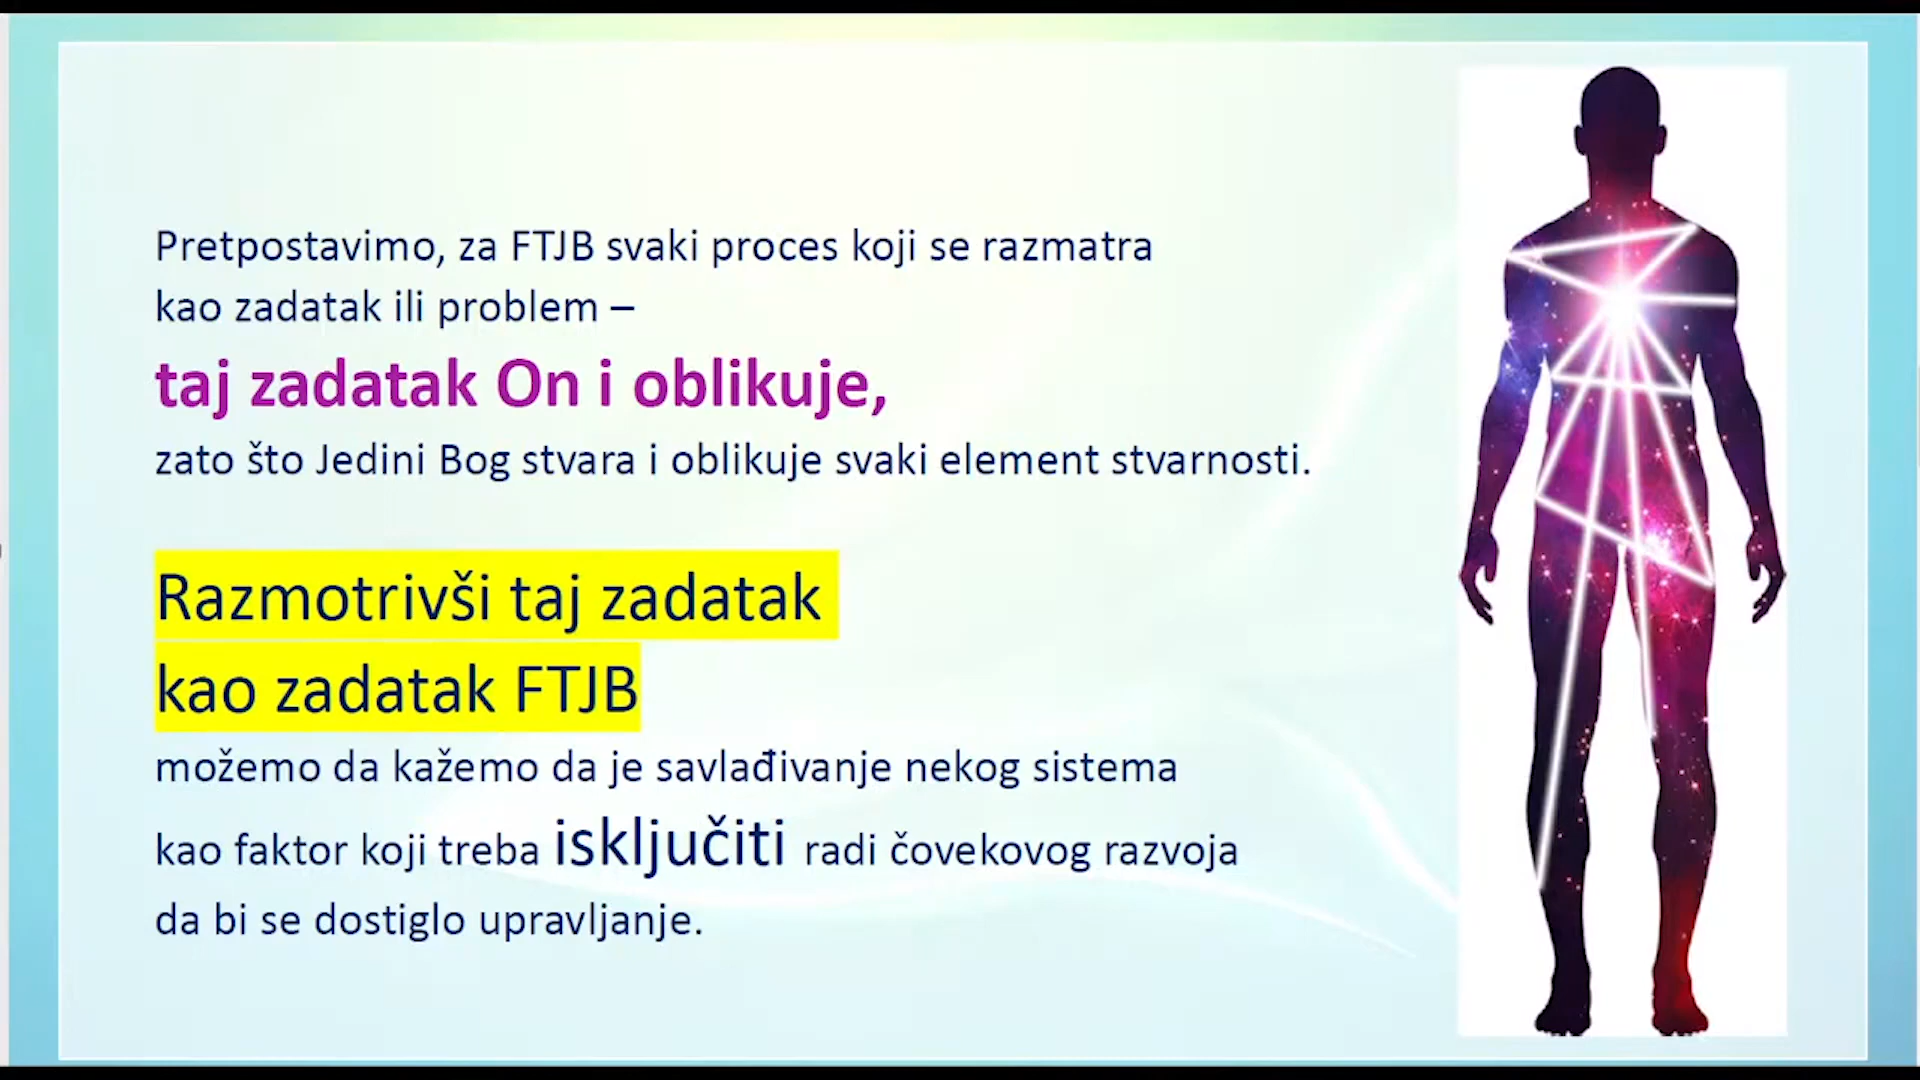 Pretpostavimo, za FTJB svaki proces koji se razmatra
kao zadatak ili problem –
taj zadatak On i oblikuje,
zato što Jedini Bog stvara i oblikuje svaki element stvarnosti.
Razmotrivši taj zadatak
kao zadatak FTJB
možemo da kažemo da je savlađivanje nekog sistema
kao faktor koji treba isključiti radi čovekovog razvoja
da bi se dostiglo upravljanje.